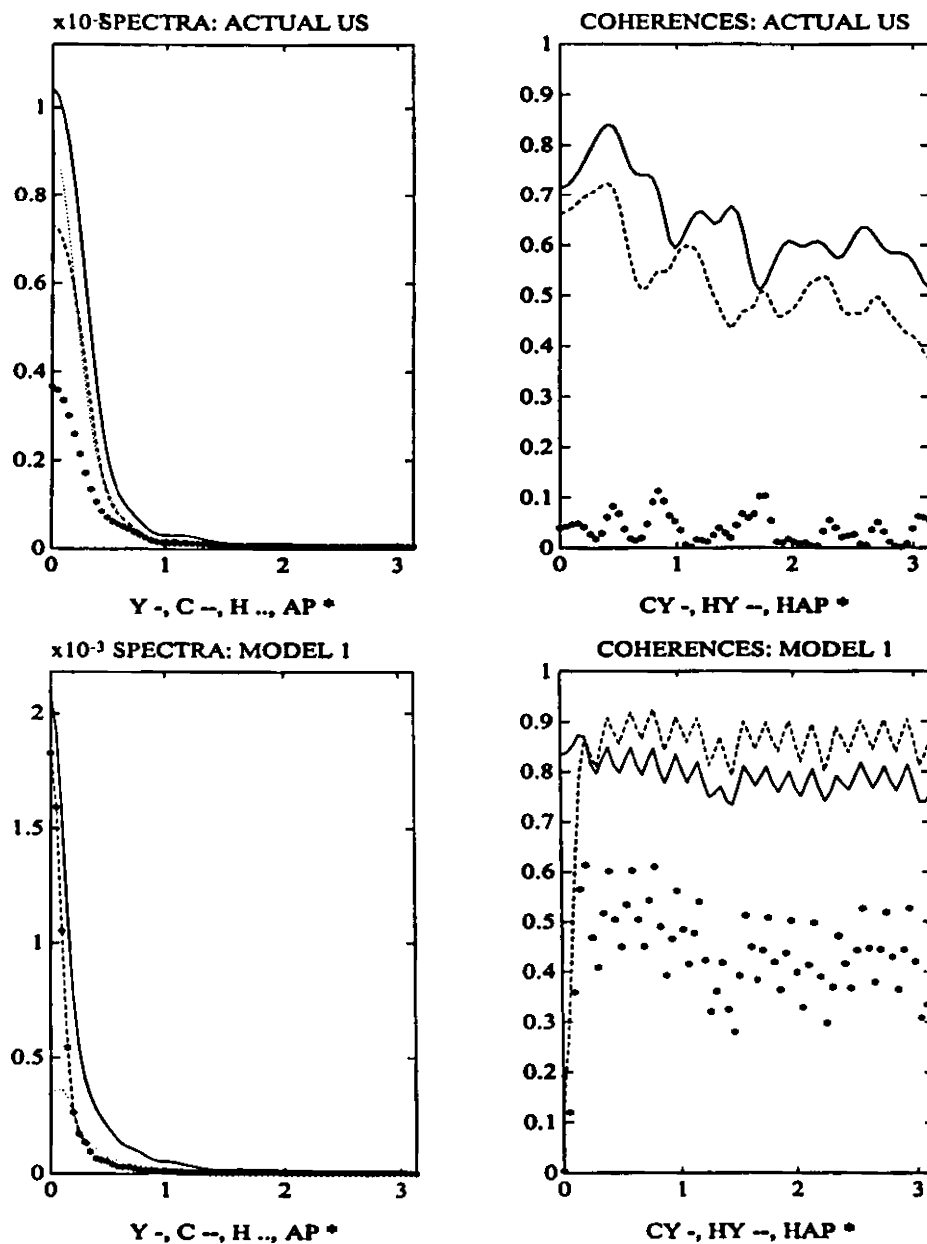 x10-3 SPECTRA: ACTUAL US
1
0.8
0.6
0.4
0.2
0
0 1 2 3
Y -, C --, H .., AP *
COHERENCES: ACTUAL US
1
0.9
0.8
0.7
0.6
0.5
0.4
0.3
0.2
0.1
0
0 1 2 3
CY -, HY --, HAP *
x10-3 SPECTRA: MODEL 1
2
1.5
1
0.5
0
0 1 2 3
Y -, C --, H .., AP *
COHERENCES: MODEL 1
1
0.9
0.8
0.7
0.6
0.5
0.4
0.3
0.2
0.1
0
0 1 2 3
CY -, HY --, HAP *